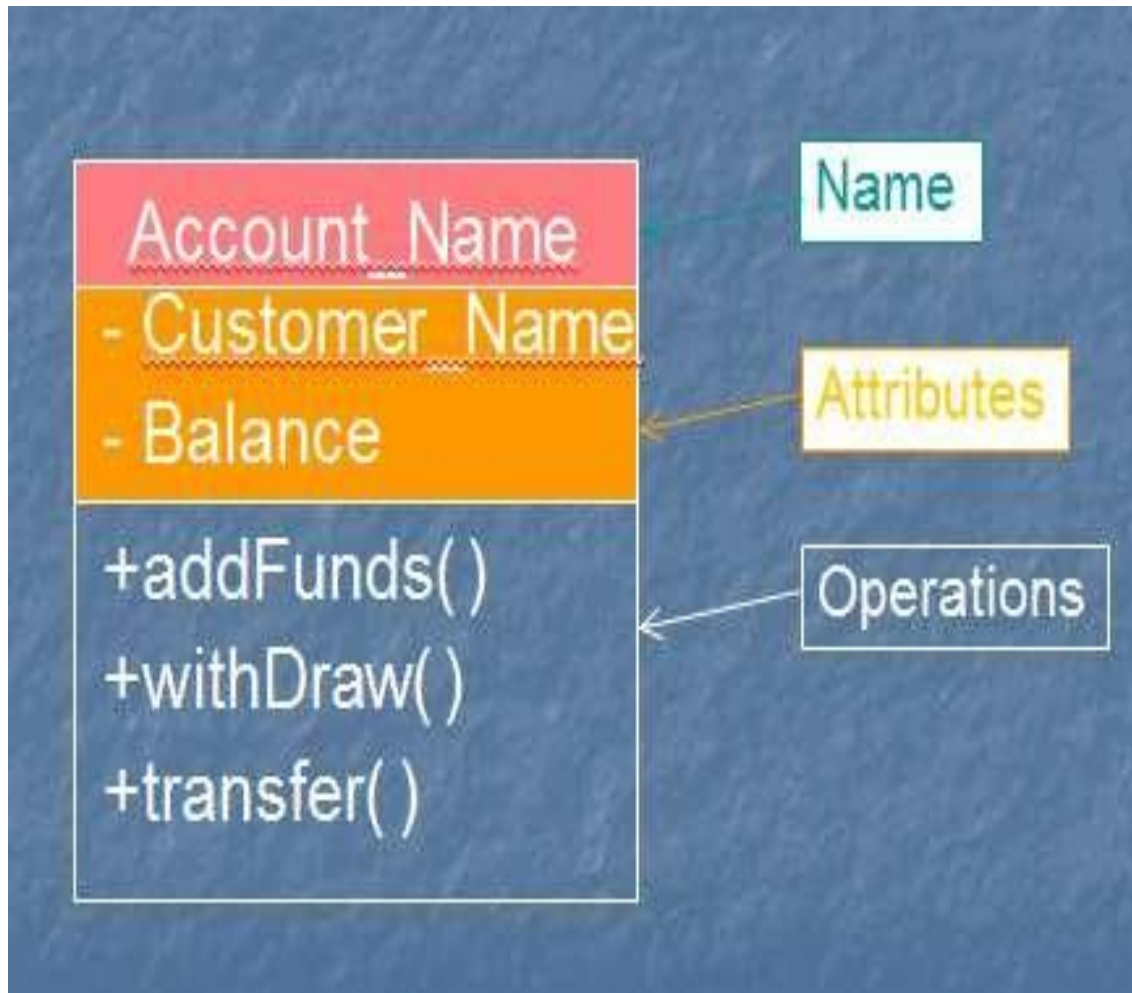 Account_Name
- Customer_Name
- Balance
+addFunds()
+withDraw()
+transfer()
Name
Attributes
Operations